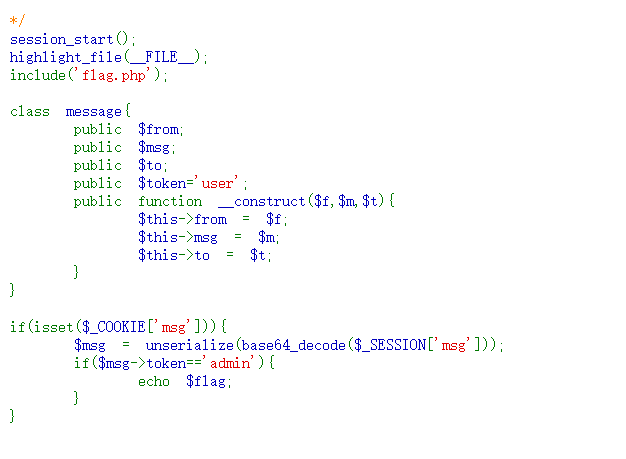 */
session_start();
highlight_file(__FILE__);
include('flag.php');
class message{
public $from;
public $msg;
public $to;
public $token='user';
public function __construct($f,$m,$t){
$this->from = $f;
$this->msg = $m;
$this->to = $t;
}
}
if(isset($_COOKIE['msg'])){
$msg = unserialize(base64_decode($_SESSION['msg']));
if($msg->token=='admin'){
echo $flag;
}
}